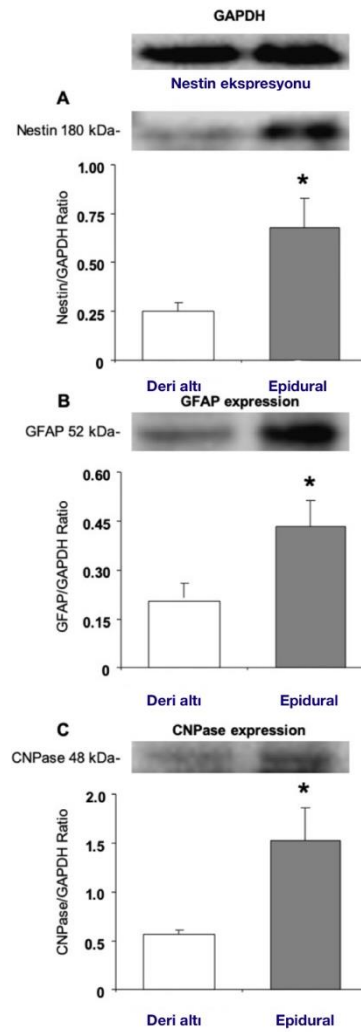 GAPDH
Nestin ekspresyonu
A
Nestin 180 kDa-
1.00
0.75
0.50
0.25
0
Nestin/GAPDH Ratio
*
Deri altı Epidural
B GFAP expression
GFAP 52 kDa-
0.60
0.45
0.30
0.15
0
GFAP/GAPDH Ratio
*
Deri altı Epidural
C CNPase expression
CNPase 48 kDa-
2.0
1.5
1.0
0.5
0
CNPase/GAPDH Ratio
*
Deri altı Epidural